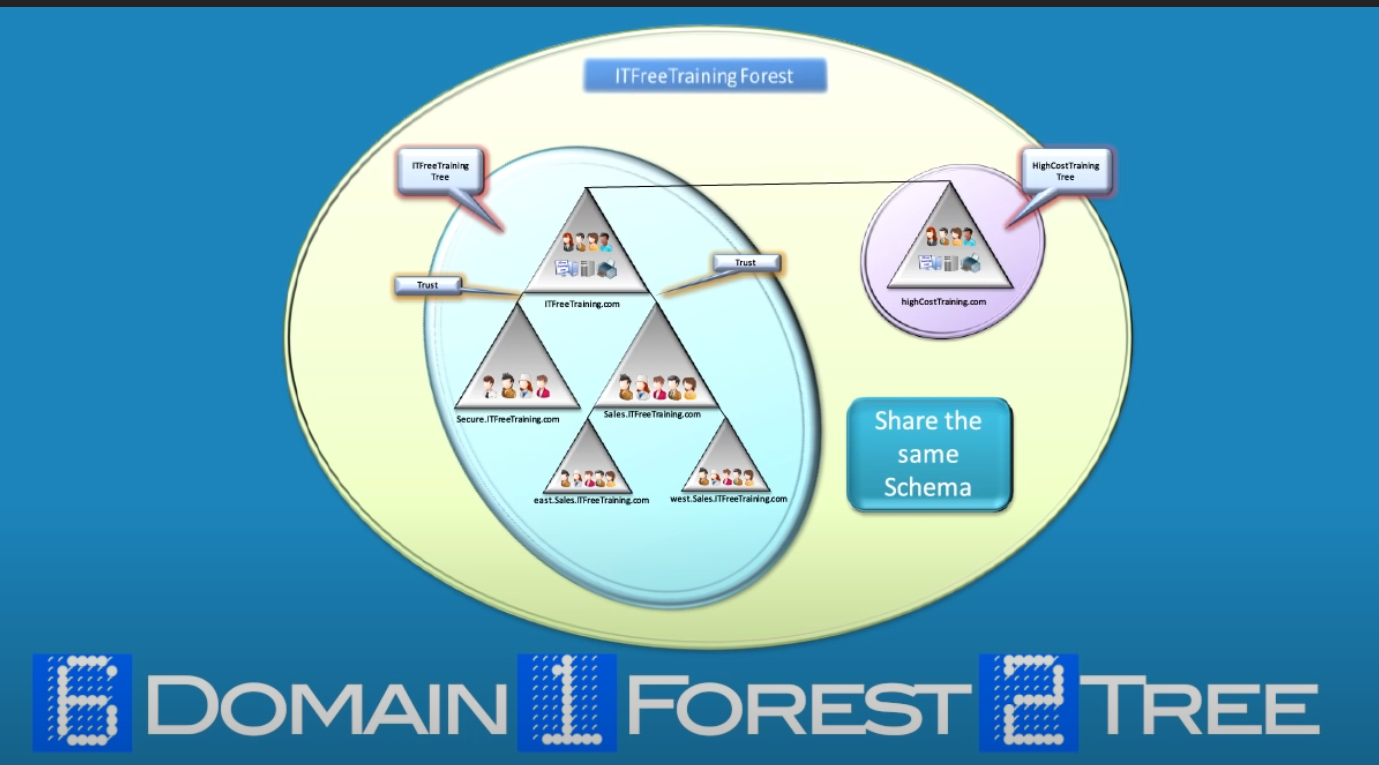 ITFreeTraining Forest
ITFreeTraining
Tree
HighCostTraining
Tree
Trust
Trust
ITFreeTraining.com
highCostTraining.com
Secure.ITFreeTraining.com
Sales.ITFreeTraining.com
east.Sales.ITFreeTraining.com
west.Sales.ITFreeTraining.com
Share the
same
Schema
6 DOMAIN 1 FOREST 2 TREE